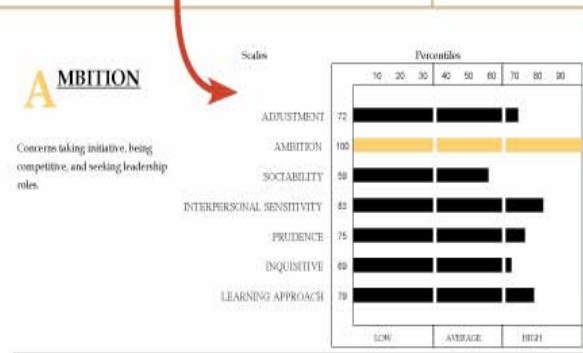 Scales
Percentiles
AMBITION
10 20 30 40 50 60 70 80 90
ADJUSTMENT 72
Concerns taking initiative, being
competitive, and seeking leadership
roles.
AMBITION 100
SOCIABILITY 59
INTERPERSONAL SENSITIVITY 83
PRUDENCE 75
INQUISITIVE 69
LEARNING APPROACH 79
LOW AVERAGE HIGH